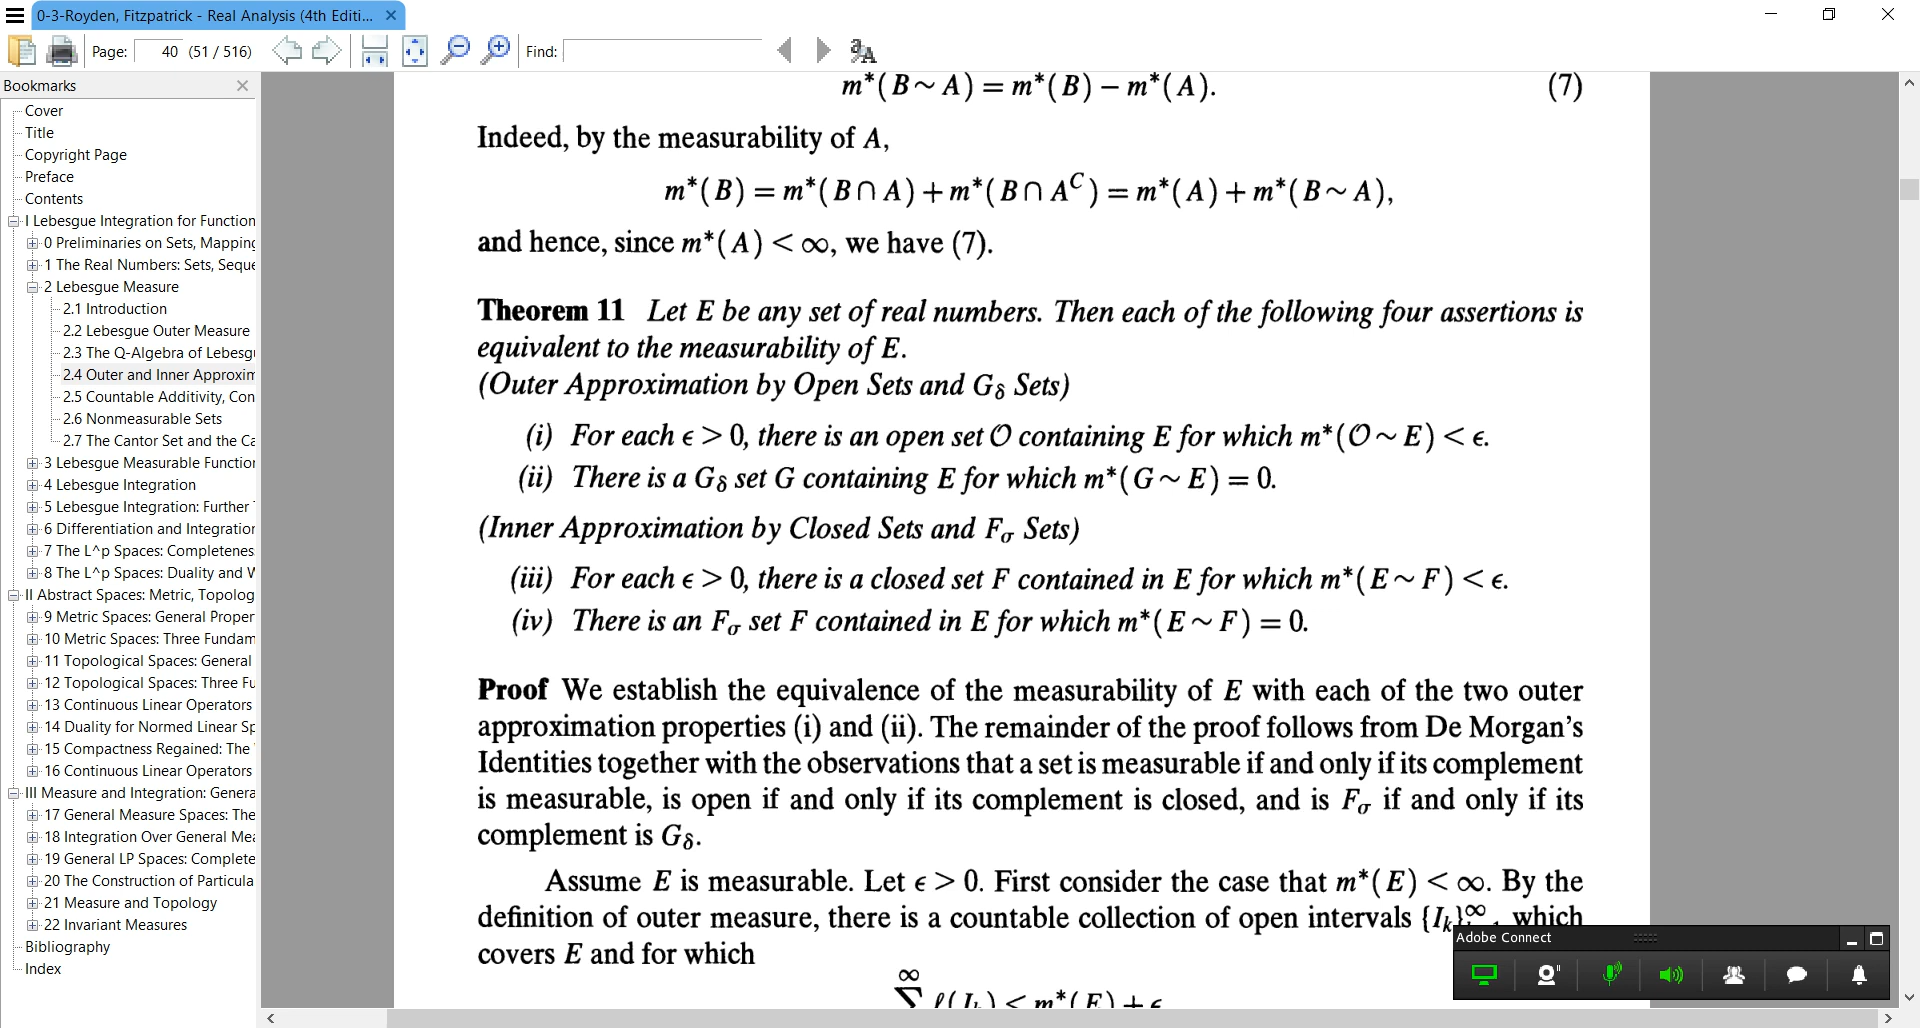 0-3-Royden, Fitzpatrick - Real Analysis (4th Editi...
Page: 40 (51 / 516) Find:
Bookmarks
Cover
Title
Copyright Page
Preface
Contents
I Lebesgue Integration for Function
0 Preliminaries on Sets, Mapping
1 The Real Numbers: Sets, Seque
2 Lebesgue Measure
2.1 Introduction
2.2 Lebesgue Outer Measure
2.3 The Q-Algebra of Lebesgu
2.4 Outer and Inner Approxim
2.5 Countable Additivity, Con
2.6 Nonmeasurable Sets
2.7 The Cantor Set and the Ca
3 Lebesgue Measurable Function
4 Lebesgue Integration
5 Lebesgue Integration: Further
6 Differentiation and Integration
7 The L^p Spaces: Completenes
8 The L^p Spaces: Duality and W
II Abstract Spaces: Metric, Topolog
9 Metric Spaces: General Proper
10 Metric Spaces: Three Fundam
11 Topological Spaces: General
12 Topological Spaces: Three Fu
13 Continuous Linear Operators
14 Duality for Normed Linear Sp
15 Compactness Regained: The
16 Continuous Linear Operators
III Measure and Integration: Genera
17 General Measure Spaces: The
18 Integration Over General Mea
19 General LP Spaces: Complete
20 The Construction of Particula
21 Measure and Topology
22 Invariant Measures
Bibliography
Index
m*(B∼A) = m*(B) − m*(A). (7)
Indeed, by the measurability of A,
m*(B) = m*(B∩A) + m*(B∩Aᶜ) = m*(A) + m*(B∼A),
and hence, since m*(A) < ∞, we have (7).
Theorem 11 Let E be any set of real numbers. Then each of the following four assertions is
equivalent to the measurability of E.
(Outer Approximation by Open Sets and Gδ Sets)
(i) For each ϵ > 0, there is an open set O containing E for which m*(O∼E) < ϵ.
(ii) There is a Gδ set G containing E for which m*(G∼E) = 0.
(Inner Approximation by Closed Sets and Fσ Sets)
(iii) For each ϵ > 0, there is a closed set F contained in E for which m*(E∼F) < ϵ.
(iv) There is an Fσ set F contained in E for which m*(E∼F) = 0.
Proof We establish the equivalence of the measurability of E with each of the two outer
approximation properties (i) and (ii). The remainder of the proof follows from De Morgan's
Identities together with the observations that a set is measurable if and only if its complement
is measurable, is open if and only if its complement is closed, and is Fσ if and only if its
complement is Gδ.
Assume E is measurable. Let ϵ > 0. First consider the case that m*(E) < ∞. By the
definition of outer measure, there is a countable collection of open intervals {Iₖ}∞ which
covers E and for which
∞
∑ ℓ(Iₖ) < m*(E) + ϵ
Adobe Connect